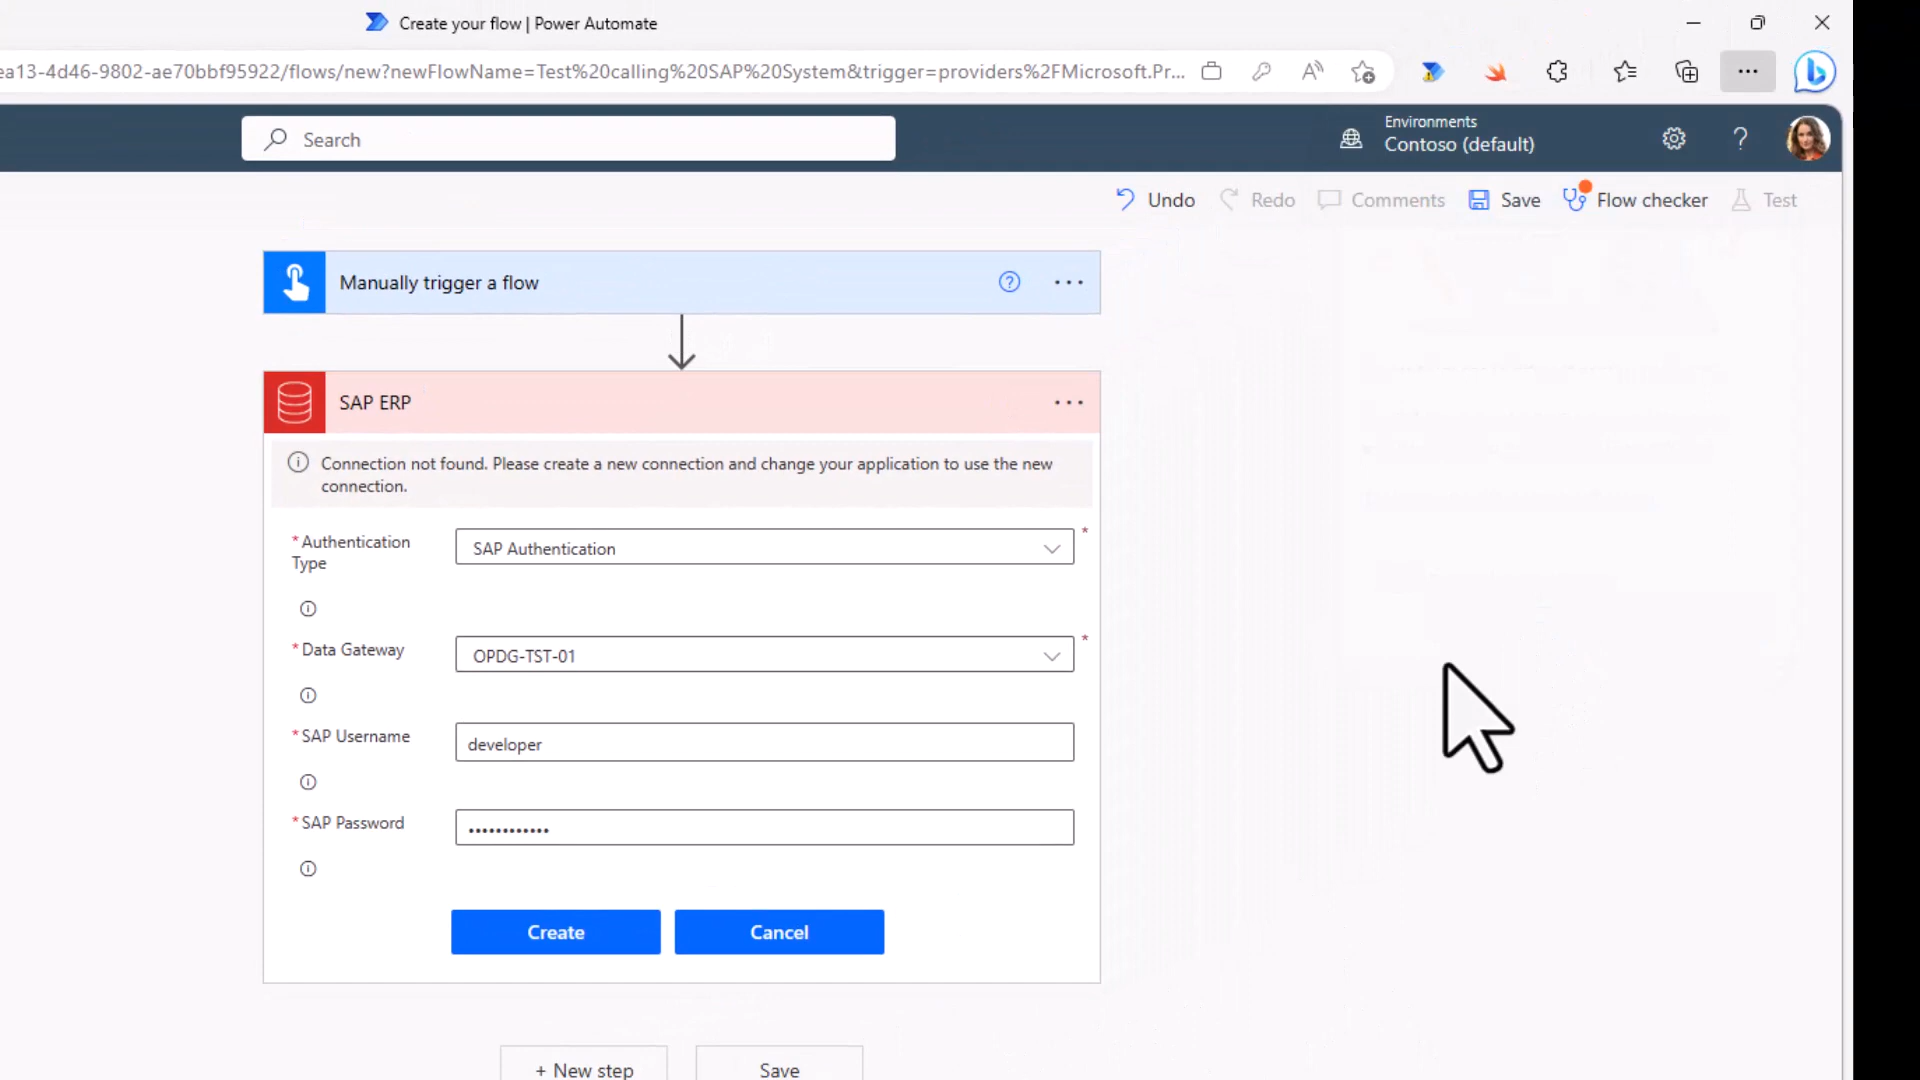 Create your flow | Power Automate
ea13-4d46-9802-ae70bbf95922/flows/new?newFlowName=Test%20calling%20SAP%20System&trigger=providers%2FMicrosoft.Pr...
Search
Environments
Contoso (default)
Undo Redo Comments Save Flow checker Test
Manually trigger a flow
SAP ERP
Connection not found. Please create a new connection and change your application to use the new
connection.
*Authentication
Type
SAP Authentication
*
*Data Gateway
OPDG-TST-01
*
*SAP Username
developer
*SAP Password
••••••••••••
Create Cancel
+ New step Save